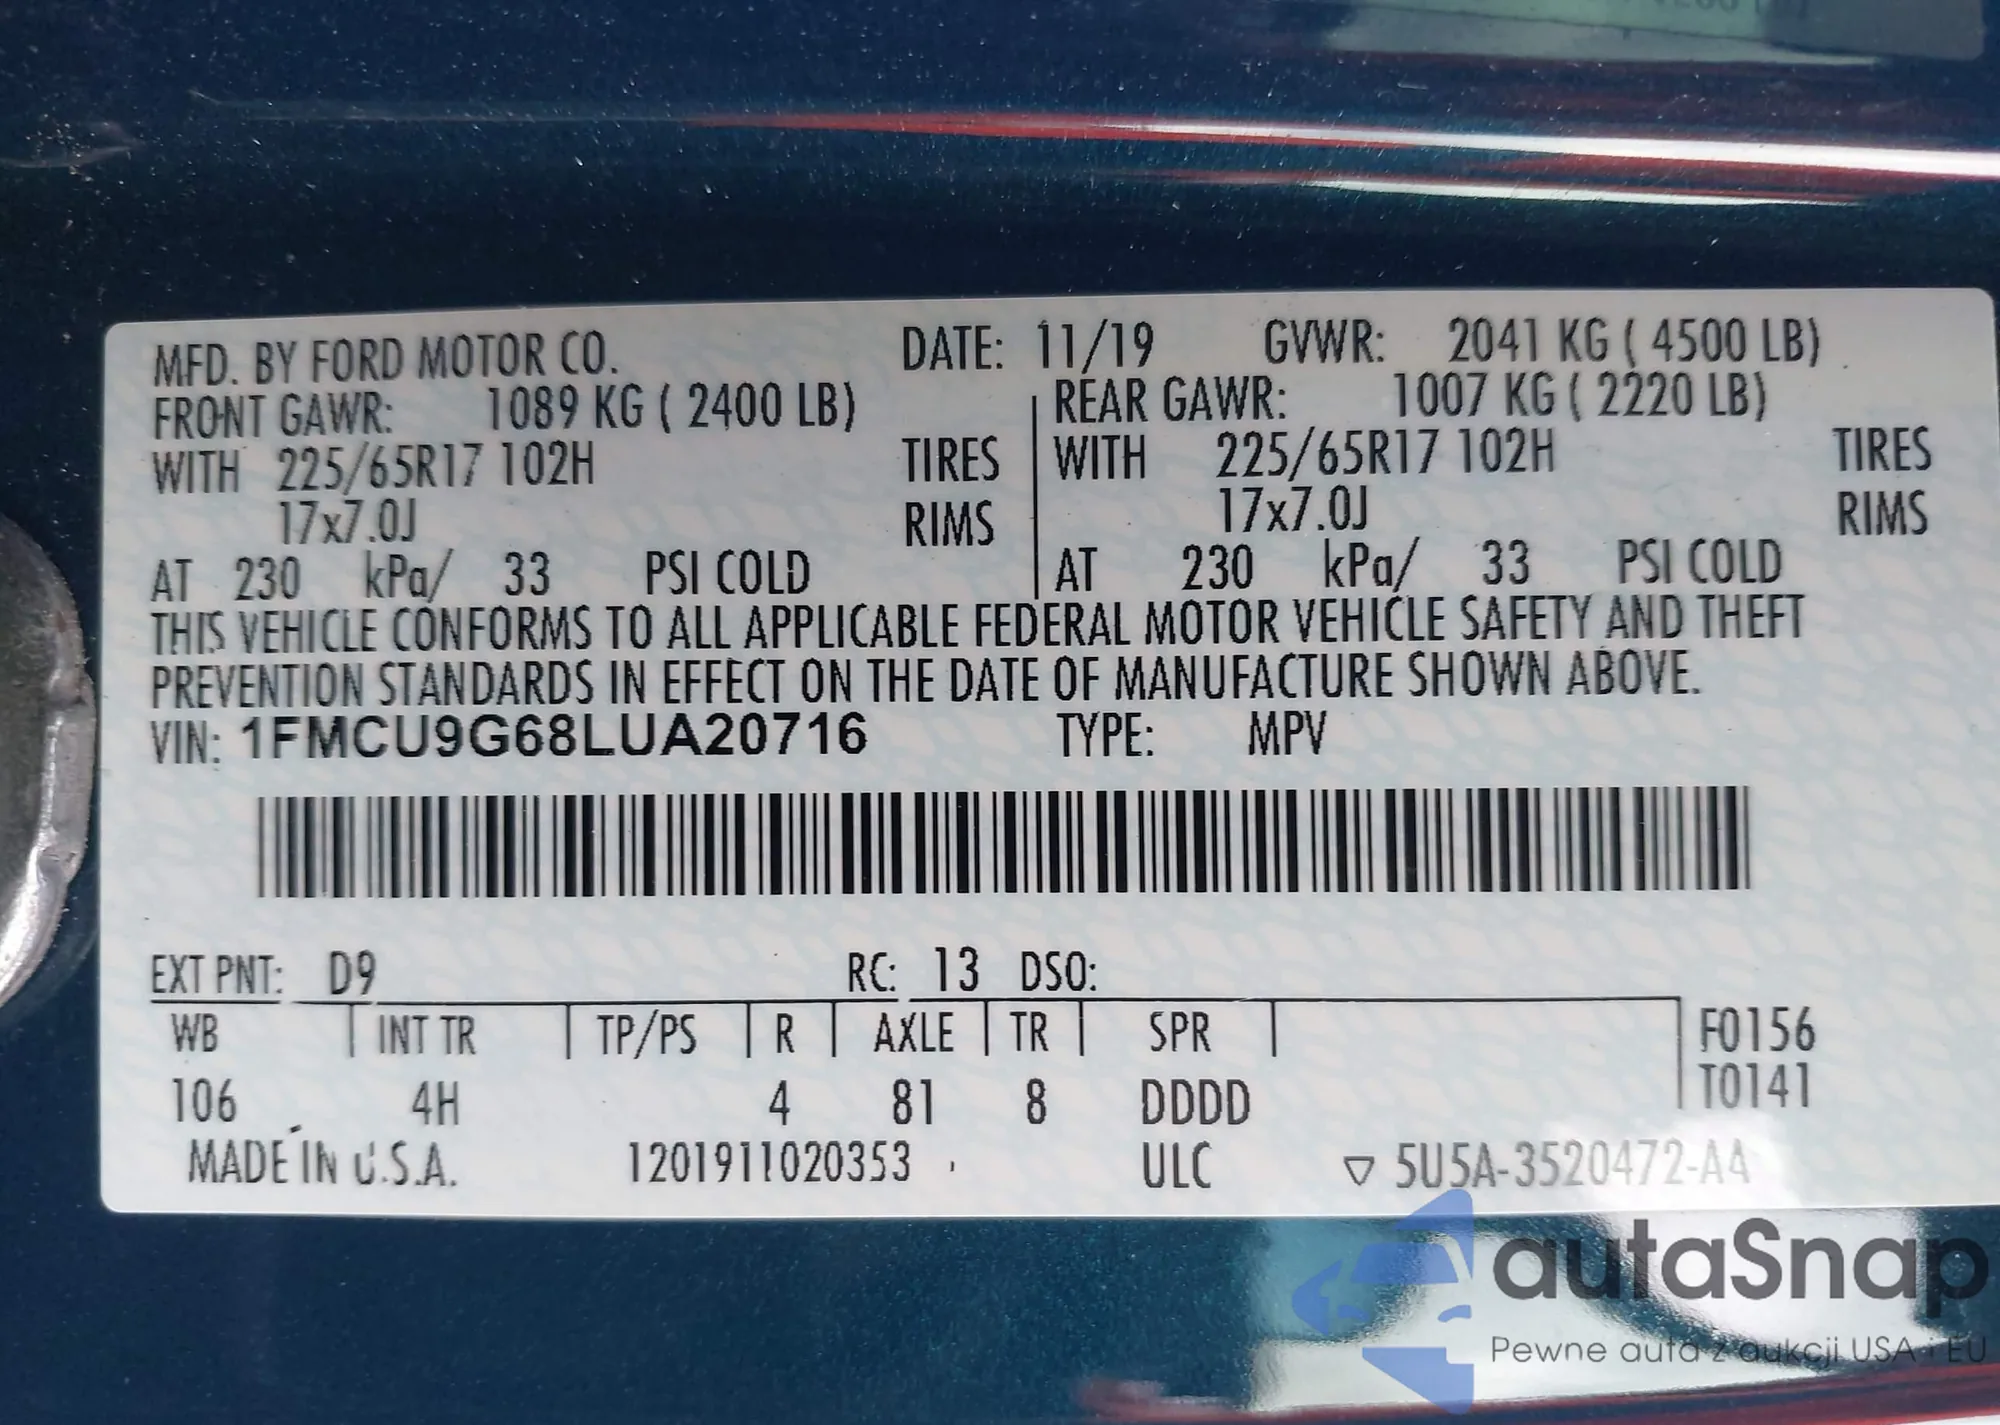 MFD. BY FORD MOTOR CO. DATE: 11/19 GVWR: 2041 KG ( 4500 LB)
FRONT GAWR: 1089 KG ( 2400 LB) REAR GAWR: 1007 KG ( 2220 LB)
WITH 225/65R17 102H TIRES WITH 225/65R17 102H TIRES
17x7.0J RIMS 17x7.0J RIMS
AT 230 kPa/ 33 PSI COLD AT 230 kPa/ 33 PSI COLD
THIS VEHICLE CONFORMS TO ALL APPLICABLE FEDERAL MOTOR VEHICLE SAFETY AND THEFT
PREVENTION STANDARDS IN EFFECT ON THE DATE OF MANUFACTURE SHOWN ABOVE.
VIN: 1FMCU9G68LUA20716 TYPE: MPV
EXT PNT: D9 RC: 13 DSO:
WB INT TR TP/PS R AXLE TR SPR F0156
T0141
106 4H 4 81 8 DDDD
MADE IN U.S.A. 1201911020353 ULC ▽ 5U5A-3520472-AA
autaSnap
Pewne auta z aukcji USA i EU